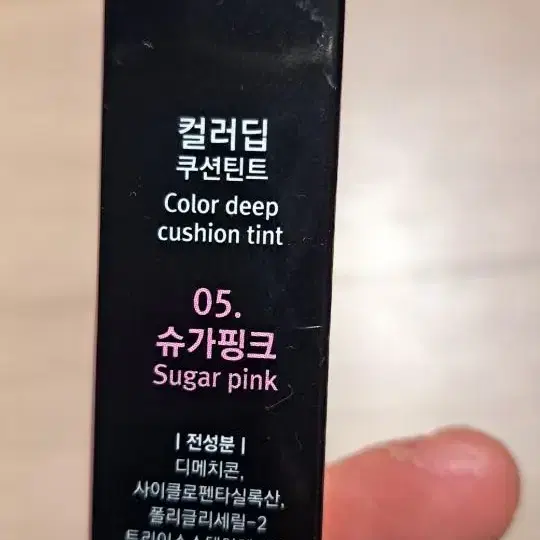 컬러딥
쿠션틴트
Color deep
cushion tint
05.
슈가핑크
Sugar pink
| 전성분 |
디메치콘,
사이클로펜타실록산,
폴리글리세릴-2